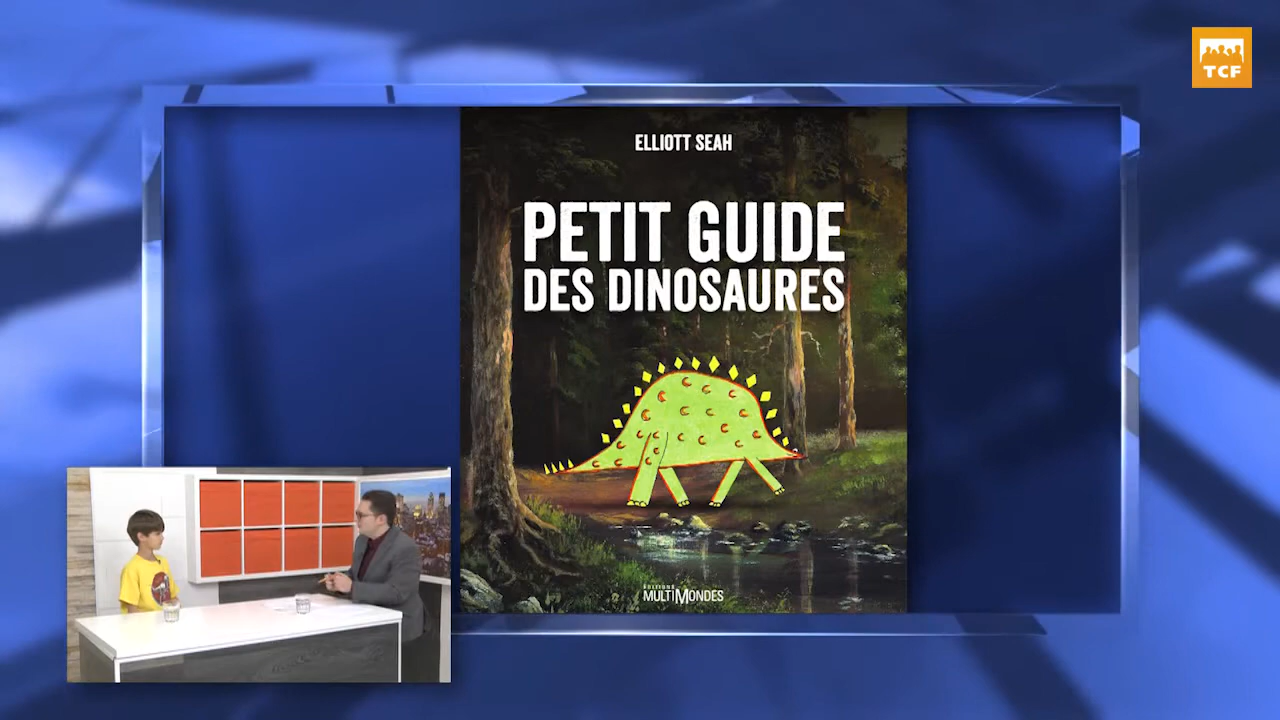 TCF
ELLIOTT SEAH
PETIT GUIDE
DES DINOSAURES
ÉDITIONS
MULTIMONDES